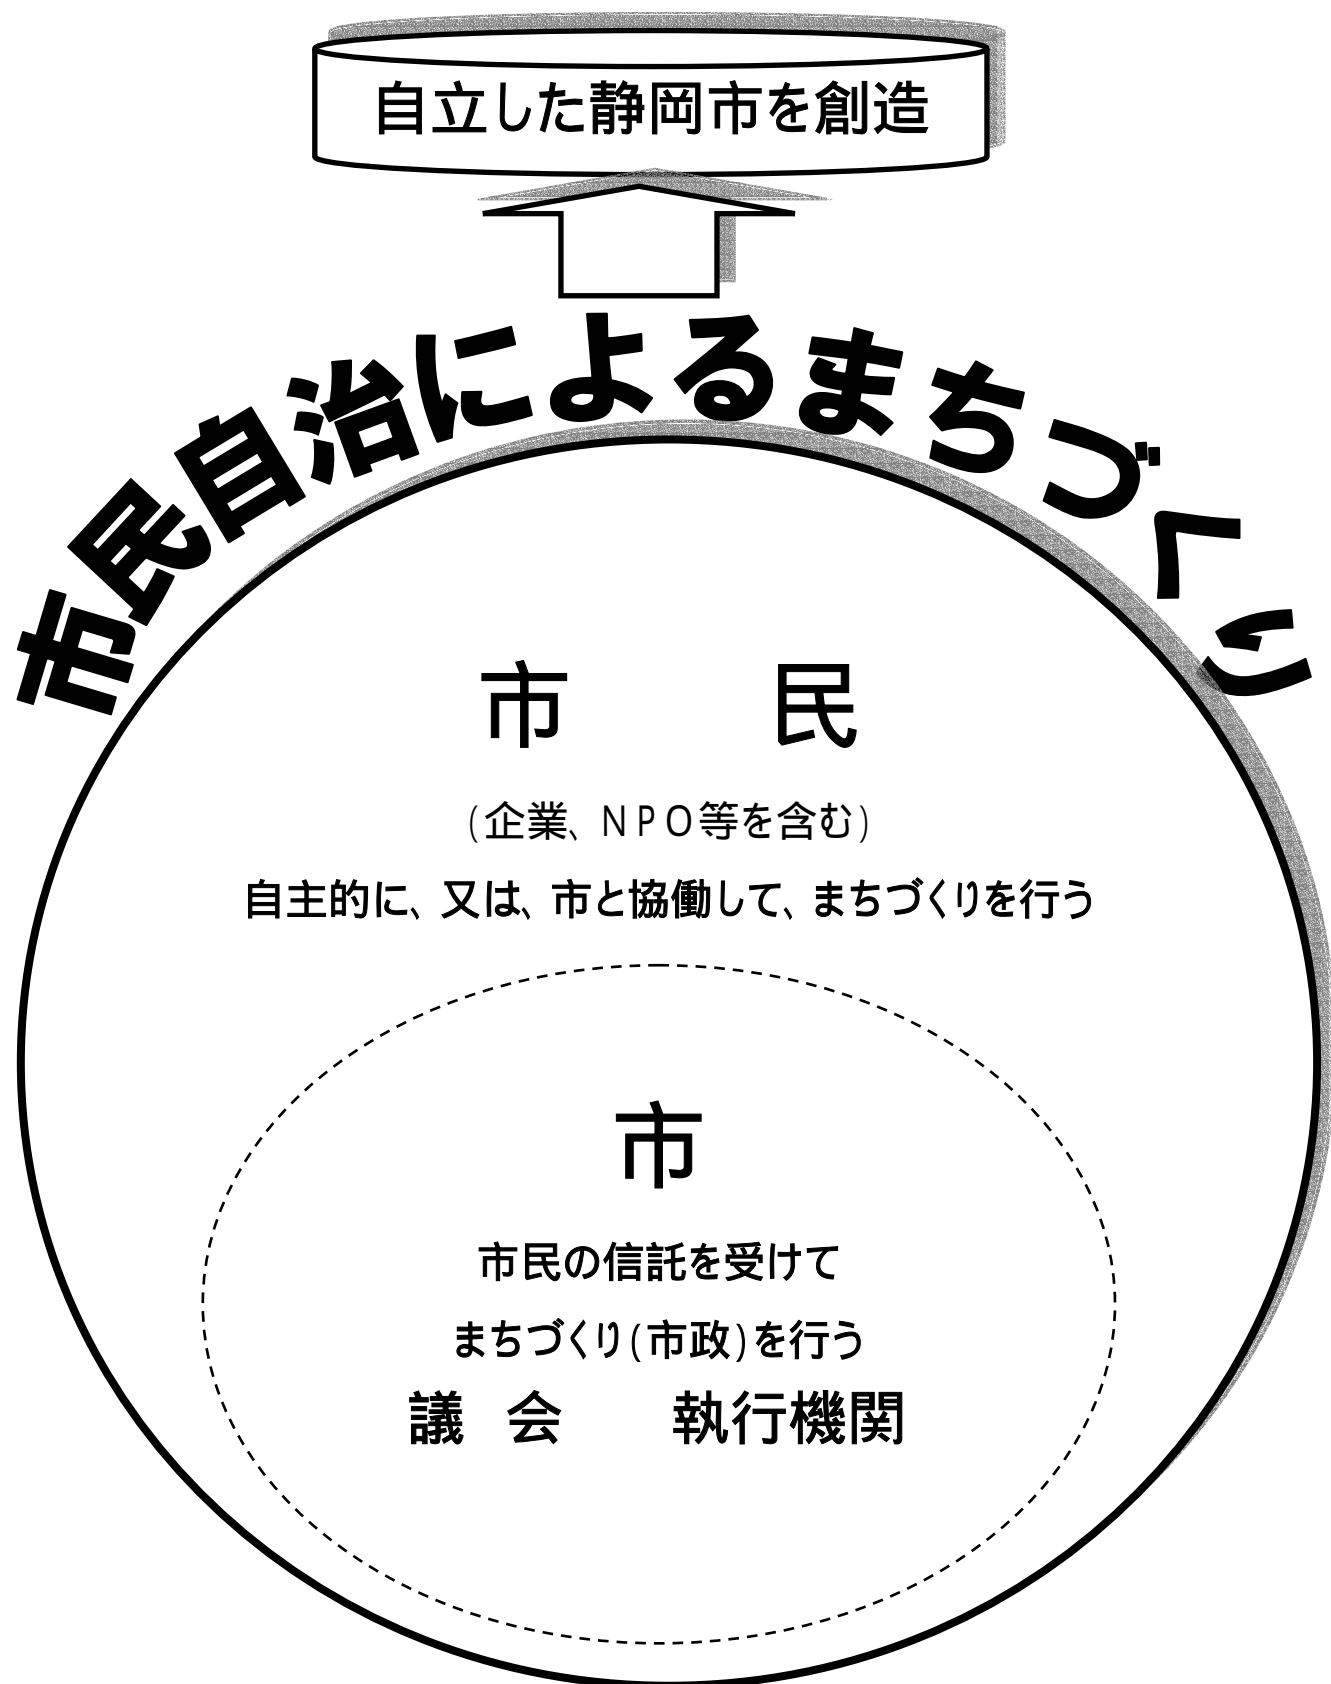 自立した静岡市を創造
市民自治によるまちづくり
市　　民
(企業、ＮＰＯ等を含む)
自主的に、又は、市と協働して、まちづくりを行う
市
市民の信託を受けて
まちづくり(市政)を行う
議　会　　執行機関